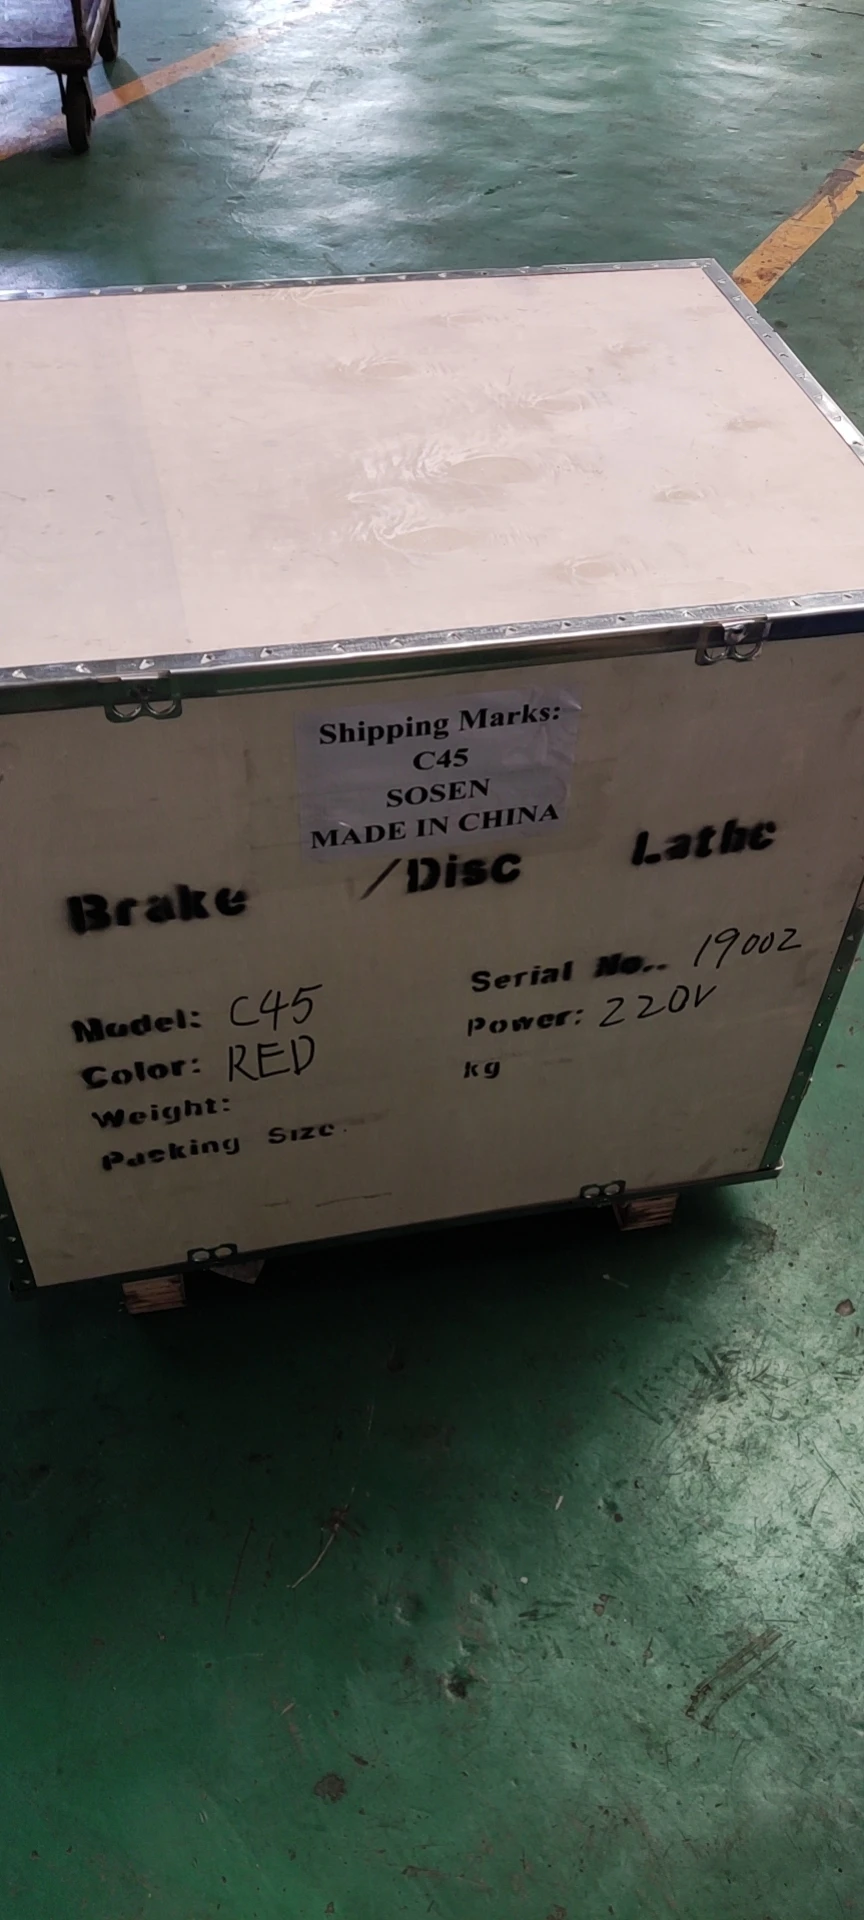 Shipping Marks:
C45
SOSEN
MADE IN CHINA
Brake /Disc Lathe
Model: C45 Serial No.. 19002
Color: RED Power: 220V
Weight: kg
Packing Size: